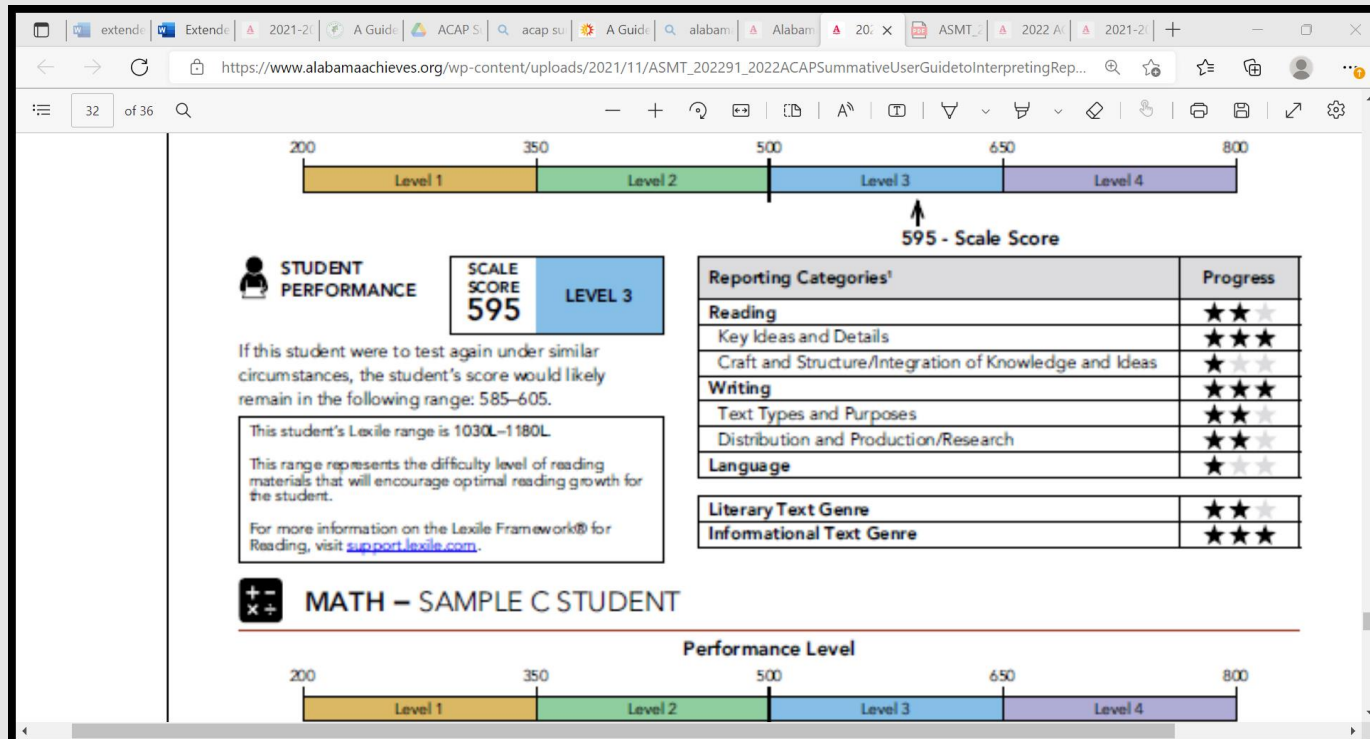 extende
Extende
2021-20
A Guide
ACAP S
acap su
A Guide
alabam
Alabam
202
ASMT_2
2022 A
2021-20
https://www.alabamaachieves.org/wp-content/uploads/2021/11/ASMT_202291_2022ACAPSummativeUserGuidetoInterpretingRep...
32 of 36
200 350 500 650 800
Level 1 Level 2 Level 3 Level 4
595 - Scale Score
STUDENT
PERFORMANCE
SCALE
SCORE
595
LEVEL 3
If this student were to test again under similar
circumstances, the student's score would likely
remain in the following range: 585–605.
This student's Lexile range is 1030L–1180L.
This range represents the difficulty level of reading
materials that will encourage optimal reading growth for
the student.
For more information on the Lexile Framework® for
Reading, visit support.lexile.com.
Reporting Categories¹ Progress
Reading ★★★
Key Ideas and Details ★★★
Craft and Structure/Integration of Knowledge and Ideas ★★★
Writing ★★★
Text Types and Purposes ★★★
Distribution and Production/Research ★★★
Language ★★★
Literary Text Genre ★★★
Informational Text Genre ★★★
MATH – SAMPLE C STUDENT
Performance Level
200 350 500 650 800
Level 1 Level 2 Level 3 Level 4